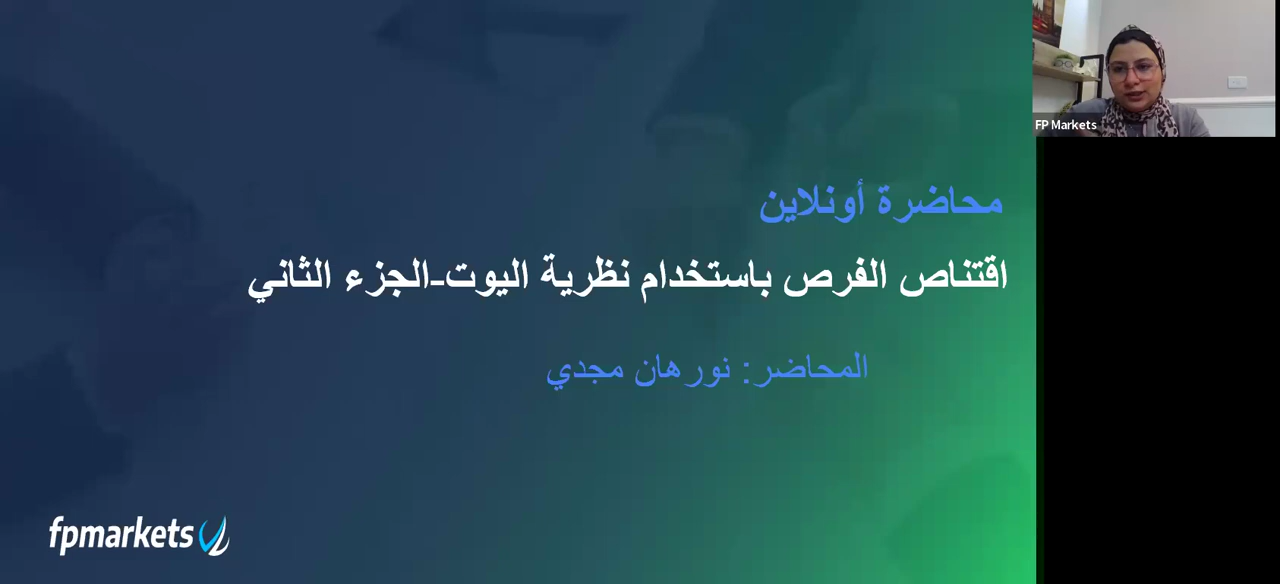 محاضرة أونلاين
اقتناص الفرص باستخدام نظرية اليوت-الجزء الثاني
المحاضر: نورهان مجدي
fpmarkets
FP Markets